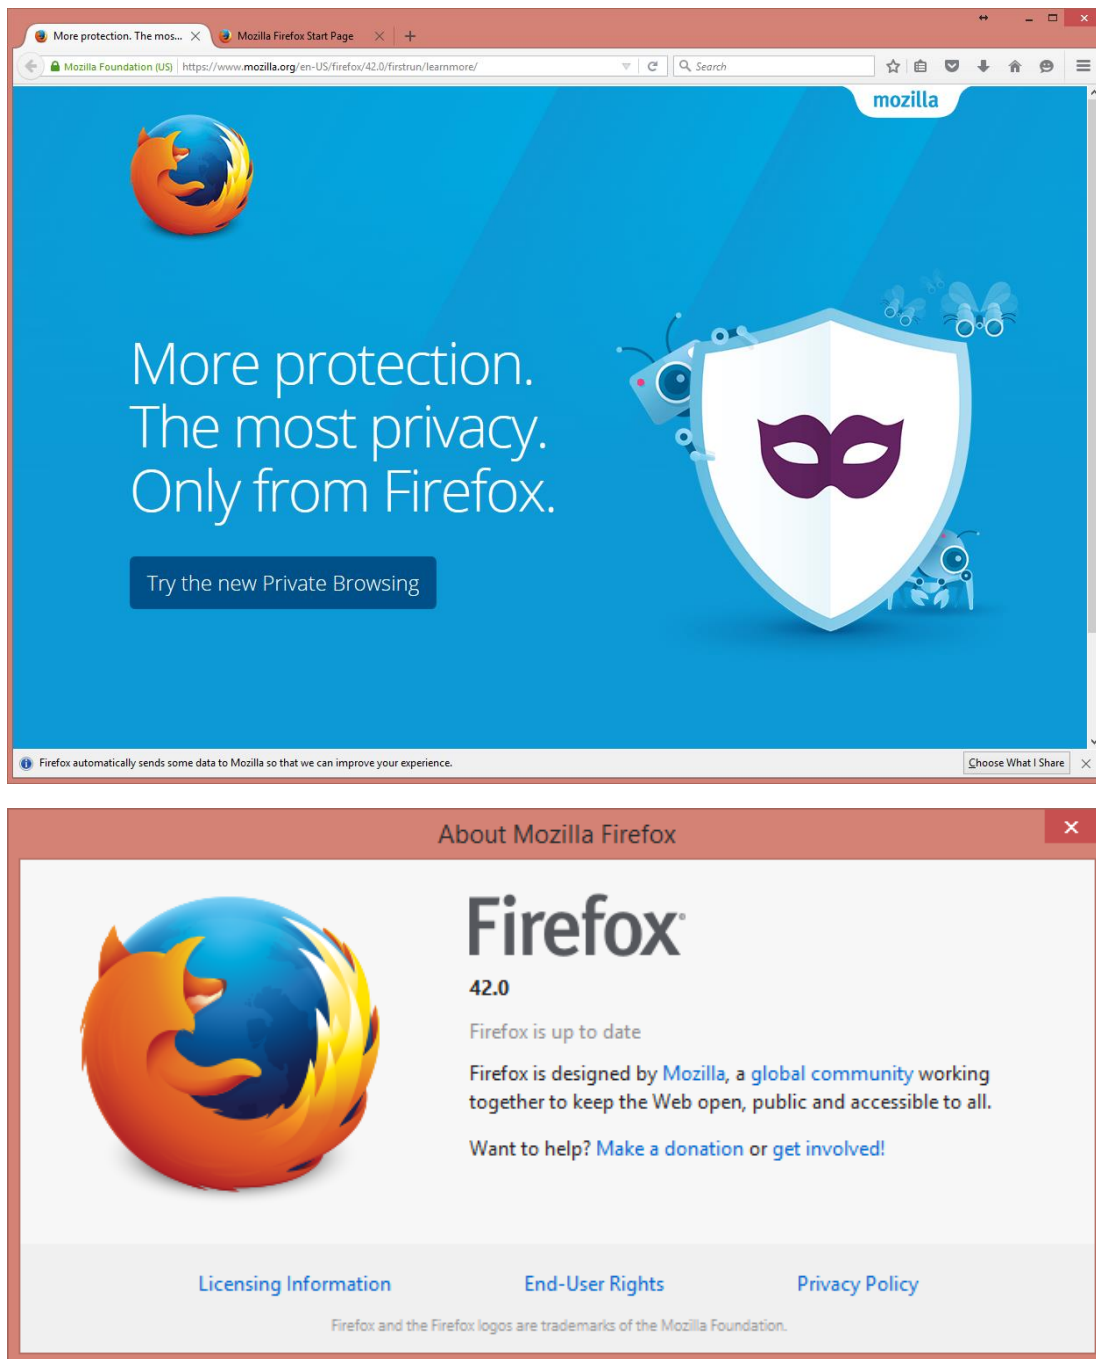 More protection. The mos...
Mozilla Firefox Start Page
Mozilla Foundation (US)
https://www.mozilla.org/en-US/firefox/42.0/firstrun/learnmore/
Search
mozilla
More protection.
The most privacy.
Only from Firefox.
Try the new Private Browsing
Firefox automatically sends some data to Mozilla so that we can improve your experience.
Choose What I Share
About Mozilla Firefox
Firefox
42.0
Firefox is up to date
Firefox is designed by Mozilla, a global community working
together to keep the Web open, public and accessible to all.
Want to help? Make a donation or get involved!
Licensing Information
End-User Rights
Privacy Policy
Firefox and the Firefox logos are trademarks of the Mozilla Foundation.